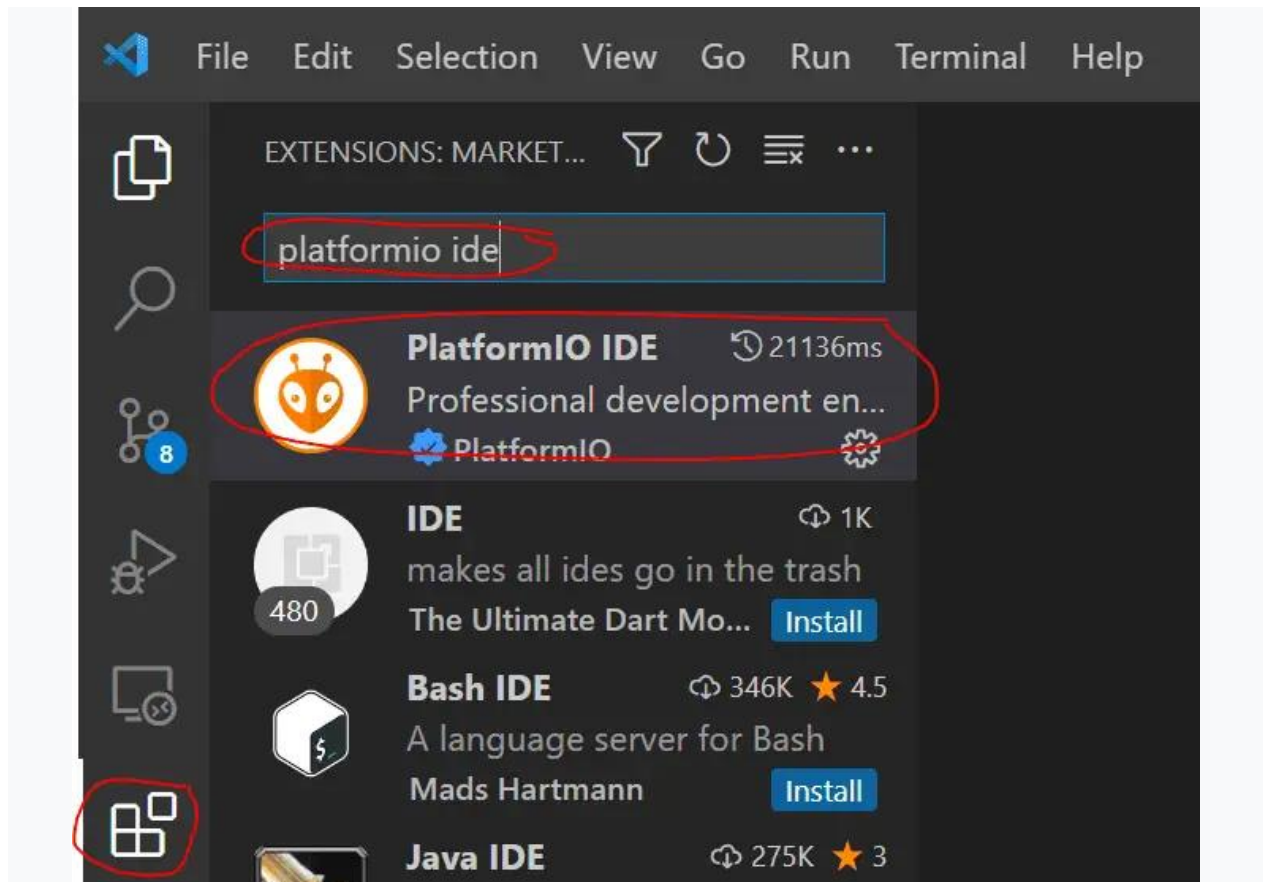 File Edit Selection View Go Run Terminal Help
EXTENSIONS: MARKET...
platformio ide
PlatformIO IDE 21136ms
Professional development en...
PlatformIO
8
IDE 1K
makes all ides go in the trash
480
The Ultimate Dart Mo... Install
Bash IDE 346K 4.5
A language server for Bash
$_
Mads Hartmann Install
Java IDE 275K 3